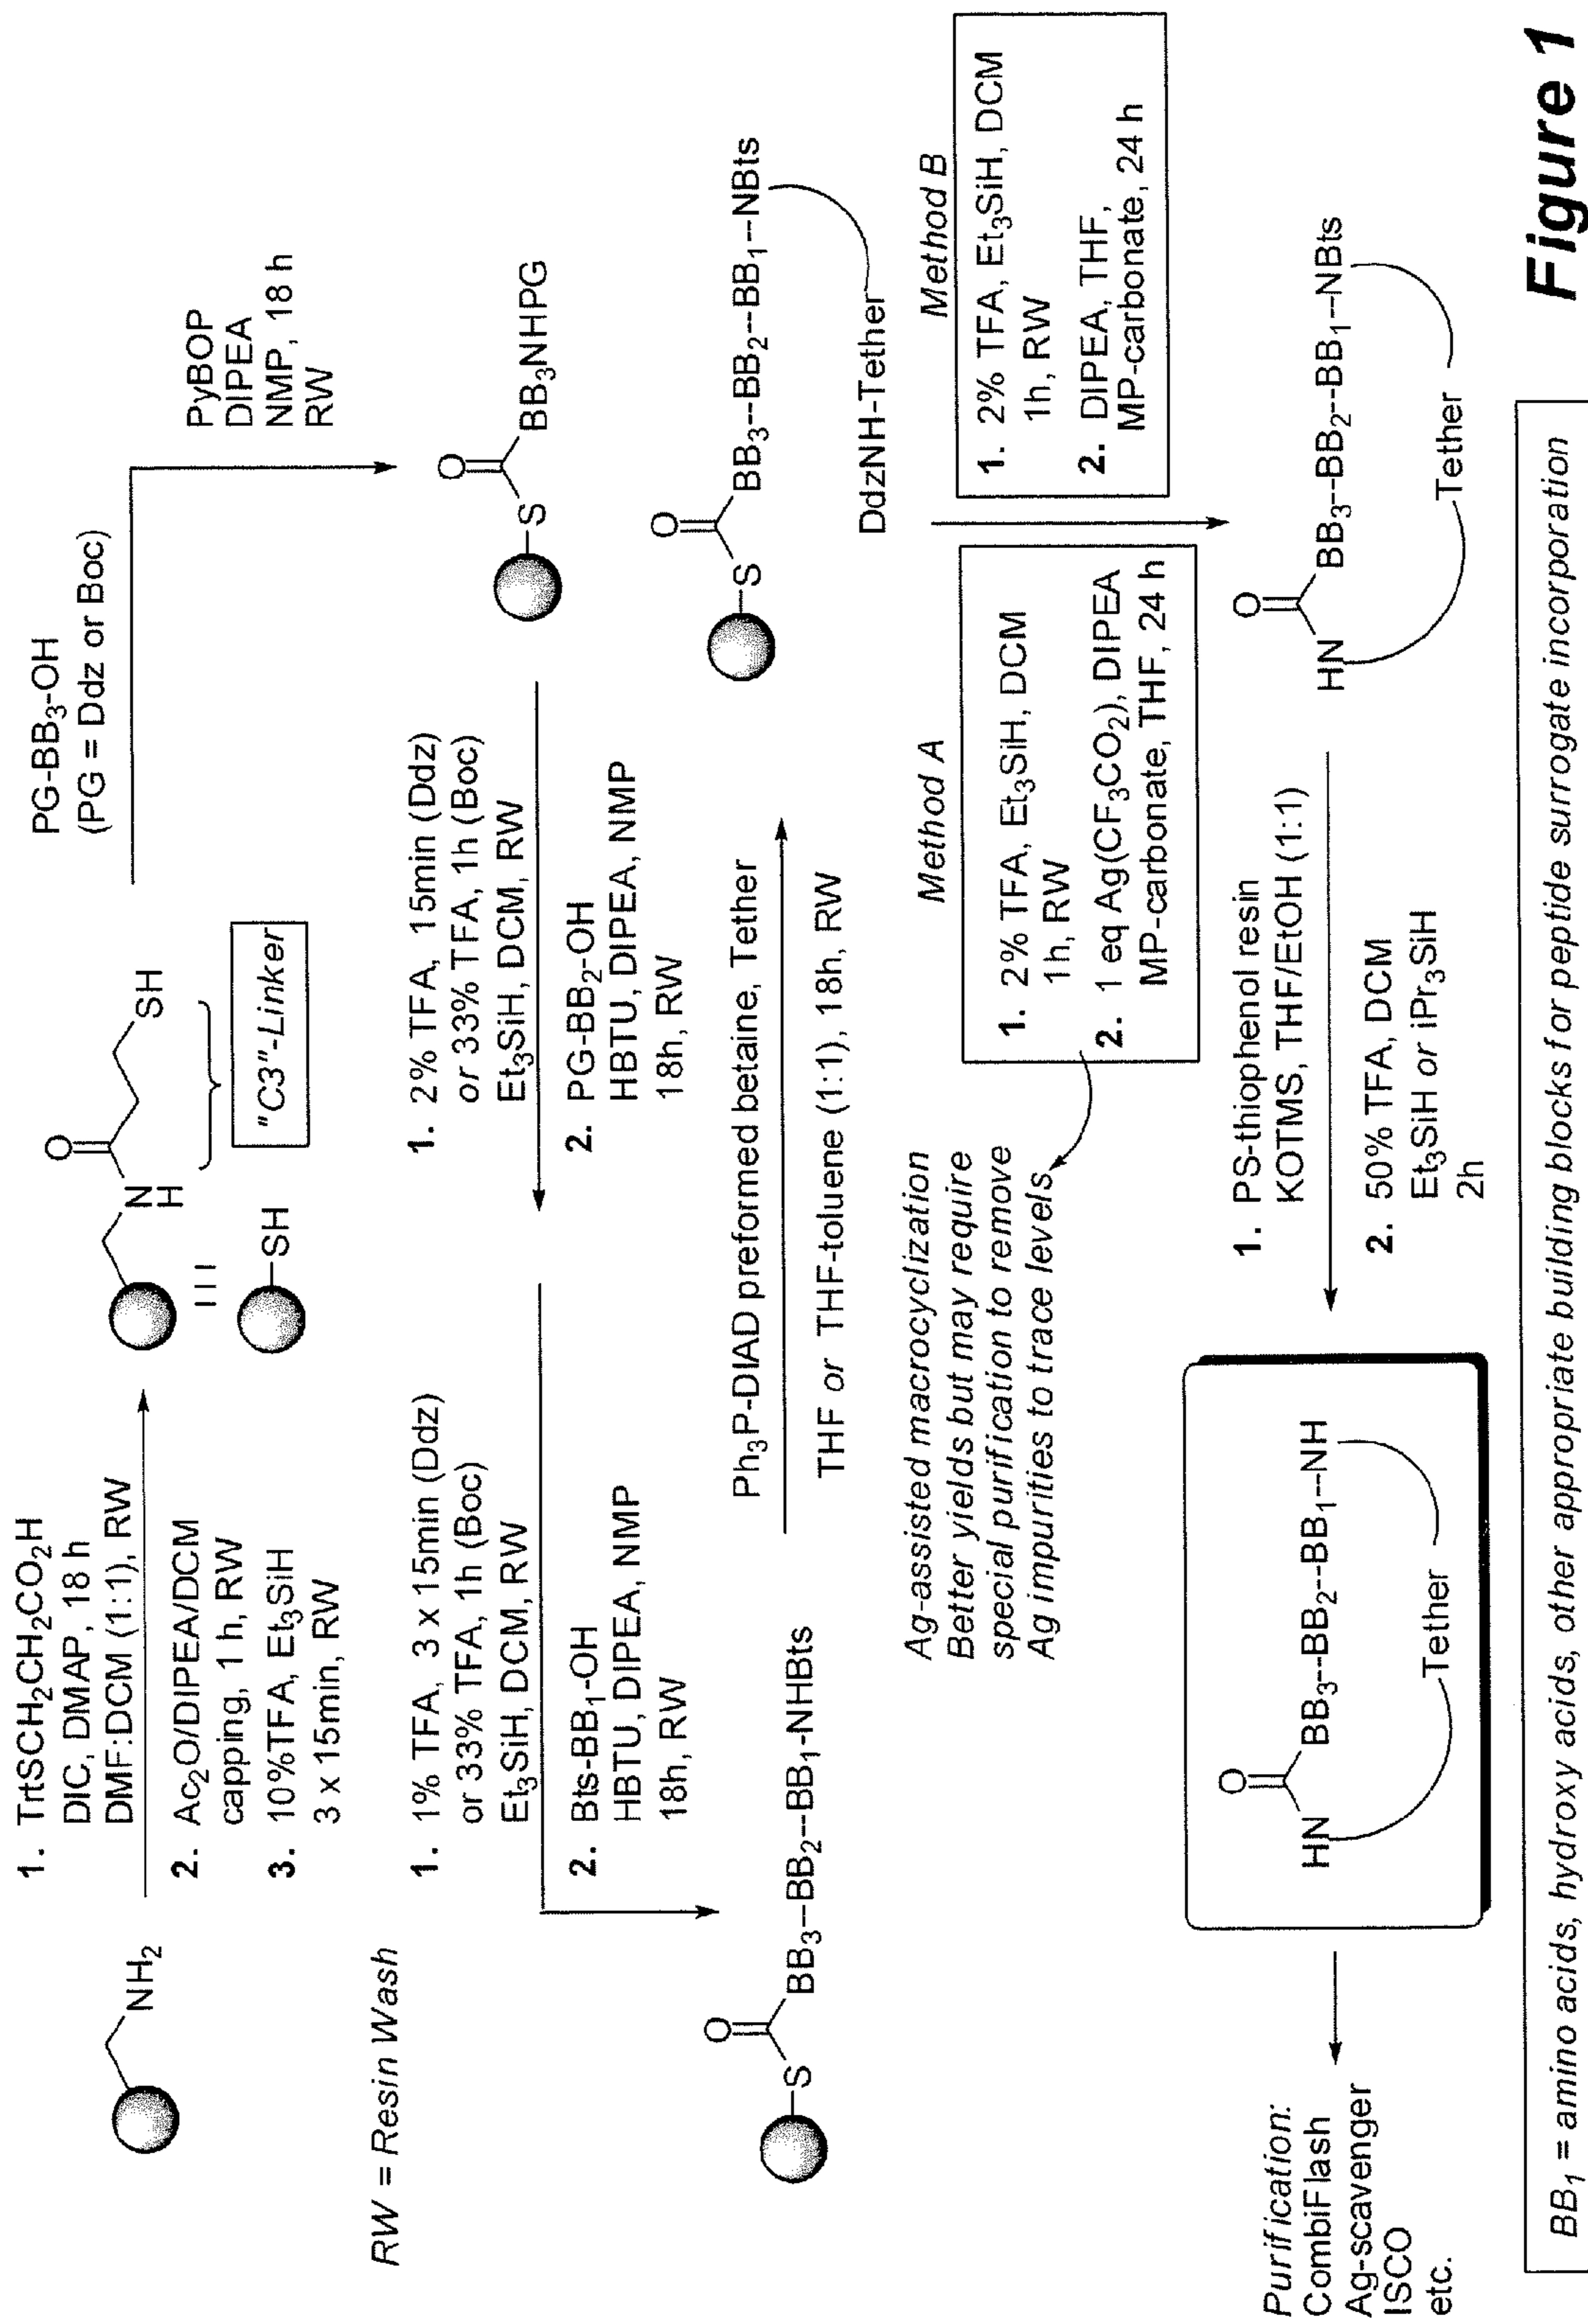 1. TrtSCH₂CH₂CO₂H
DIC, DMAP, 18 h
DMF:DCM (1:1), RW
2. Ac₂O/DIPEA/DCM
capping, 1 h, RW
3. 10%TFA, Et₃SiH
3 x 15min, RW
NH₂
O
N
H
SH
"C3"-Linker
SH
PG-BB₃-OH
(PG = Ddz or Boc)
PyBOP
DIPEA
NMP, 18 h
RW
O
S
BB₃NHPG
RW = Resin Wash
1. 2% TFA, 15min (Ddz)
or 33% TFA, 1h (Boc)
Et₃SiH, DCM, RW
2. PG-BB₂-OH
HBTU, DIPEA, NMP
18h, RW
1. 1% TFA, 3 x 15min (Ddz)
or 33% TFA, 1h (Boc)
Et₃SiH, DCM, RW
2. Bts-BB₁-OH
HBTU, DIPEA, NMP
18h, RW
O
S
BB₃--BB₂--BB₁-NHBts
Ph₃P-DIAD preformed betaine, Tether
THF or THF-toluene (1:1), 18h, RW
O
S
BB₃--BB₂--BB₁--NBts
DdzNH-Tether
Ag-assisted macrocyclization
Better yields but may require
special purification to remove
Ag impurities to trace levels
Method A
1. 2% TFA, Et₃SiH, DCM
1h, RW
2. 1 eq Ag(CF₃CO₂), DIPEA
MP-carbonate, THF, 24 h
Method B
1. 2% TFA, Et₃SiH, DCM
1h, RW
2. DIPEA, THF,
MP-carbonate, 24 h
O
HN
BB₃--BB₂--BB₁--NBts
Tether
1. PS-thiophenol resin
KOTMS, THF/EtOH (1:1)
2. 50% TFA, DCM
Et₃SiH or iPr₃SiH
2h
O
HN
BB₃--BB₂--BB₁--NH
Tether
Purification:
CombiFlash
Ag-scavenger
ISCO
etc.
BB₁ = amino acids, hydroxy acids, other appropriate building blocks for peptide surrogate incorporation
Figure 1